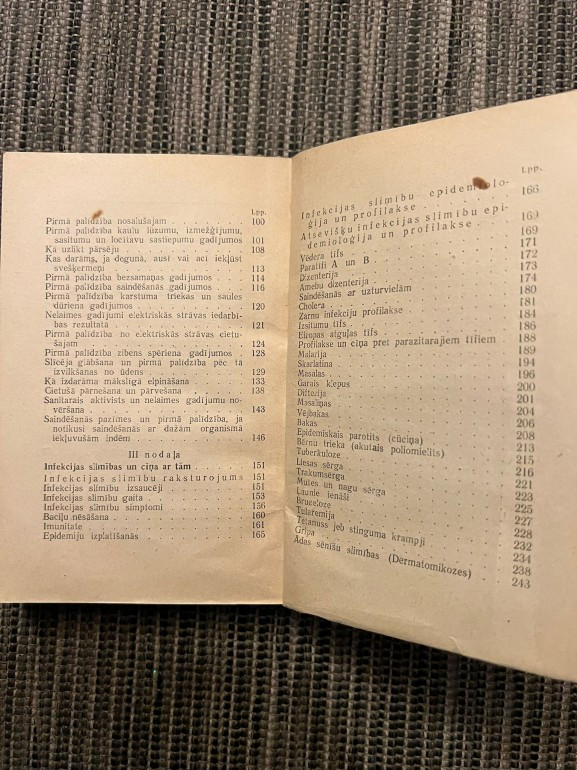 Lpp.
Pirmā palīdzība nosalušajam . . . 100
Pirmā palīdzība kaulu lūzumu, izmežģījumu,
sasitumu un locītavu sastiepumu gadījumos 101
Kā uzlikt pārsēju . . . 108
Kas darāms, ja degunā, ausī vai acī iekļūst
svešķermeņi . . . 113
Pirmā palīdzība bezsamaņas gadījumos . 114
Pirmā palīdzība saindēšanās gadījumos . 116
Pirmā palīdzība karstuma triekas un saules
dūriena gadījumos . . . 120
Nelaimes gadījumi elektriskās strāvas iedarbī-
bas rezultātā . . . 121
Pirmā palīdzība no elektriskās strāvas cietu-
šajam . . . 124
Pirmā palīdzība zibens spēriena gadījumos . 128
Slīcēja glābšana un pirmā palīdzība pēc tā
izvilkšanas no ūdens . . . 129
Kā izdarāma mākslīgā elpināšana . . . 133
Cietušā pārnešana un pārvešana . . . 138
Sanitārais aktīvists un nelaimes gadījumu no-
vēršana . . . 143
Saindēšanās pazīmes un pirmā palīdzība, ja
notikusi saindēšanās ar dažām organismā
iekļuvušām indēm . . . 146
III nodaļa
Infekcijas slimības un cīņa ar tām . . . 151
Infekcijas slimību raksturojums . 151
Infekcijas slimību izsaucēji . . . 151
Infekcijas slimību gaita . . . 153
Infekcijas slimību simptomi . . . 156
Baciļu nēsāšana . . . 160
Imunitāte . . . 161
Epidēmiju izplatīšanās . . . 165
Lpp.
Infekcijas slimību epidemiolo-
ģija un profilakse . . . 166
Atsevišķu infekcijas slimību epi-
demioloģija un profilakse . . . 169
Vēdera tīfs . . . 169
Paratīfi A un B . . . 171
Dizenterija . . . 172
Amēbu dizenterija . . . 173
Saindēšanās ar uzturvielām . . . 174
Cholera . . . 180
Zarnu infekciju profilakse . . . 181
Izsitumu tīfs . . . 184
Eiropas atguļas tīfs . . . 186
Profilakse un cīņa pret parazitārajiem tīfiem 188
Malarija . . . 189
Skarlatīna . . . 194
Masalas . . . 196
Garais klepus . . . 200
Difterija . . . 201
Masaliņas . . . 204
Vējbakas . . . 206
Bakas . . . 208
Epidēmiskais parotīts (cūciņa) . . . 213
Bērnu trieka (akūtais poliomielīts) . . . 215
Tuberkuloze . . . 216
Liesas sērga . . . 221
Trakumsērga . . . 223
Mutes un nagu sērga . . . 225
Ļaunie ienāši . . . 227
Bruceloze . . . 228
Tularemija . . . 232
Tetanuss jeb stinguma krampji . . . 234
Gripa . . . 238
Ādas sēnīšu slimības (Dermatomikozes) . . . 243